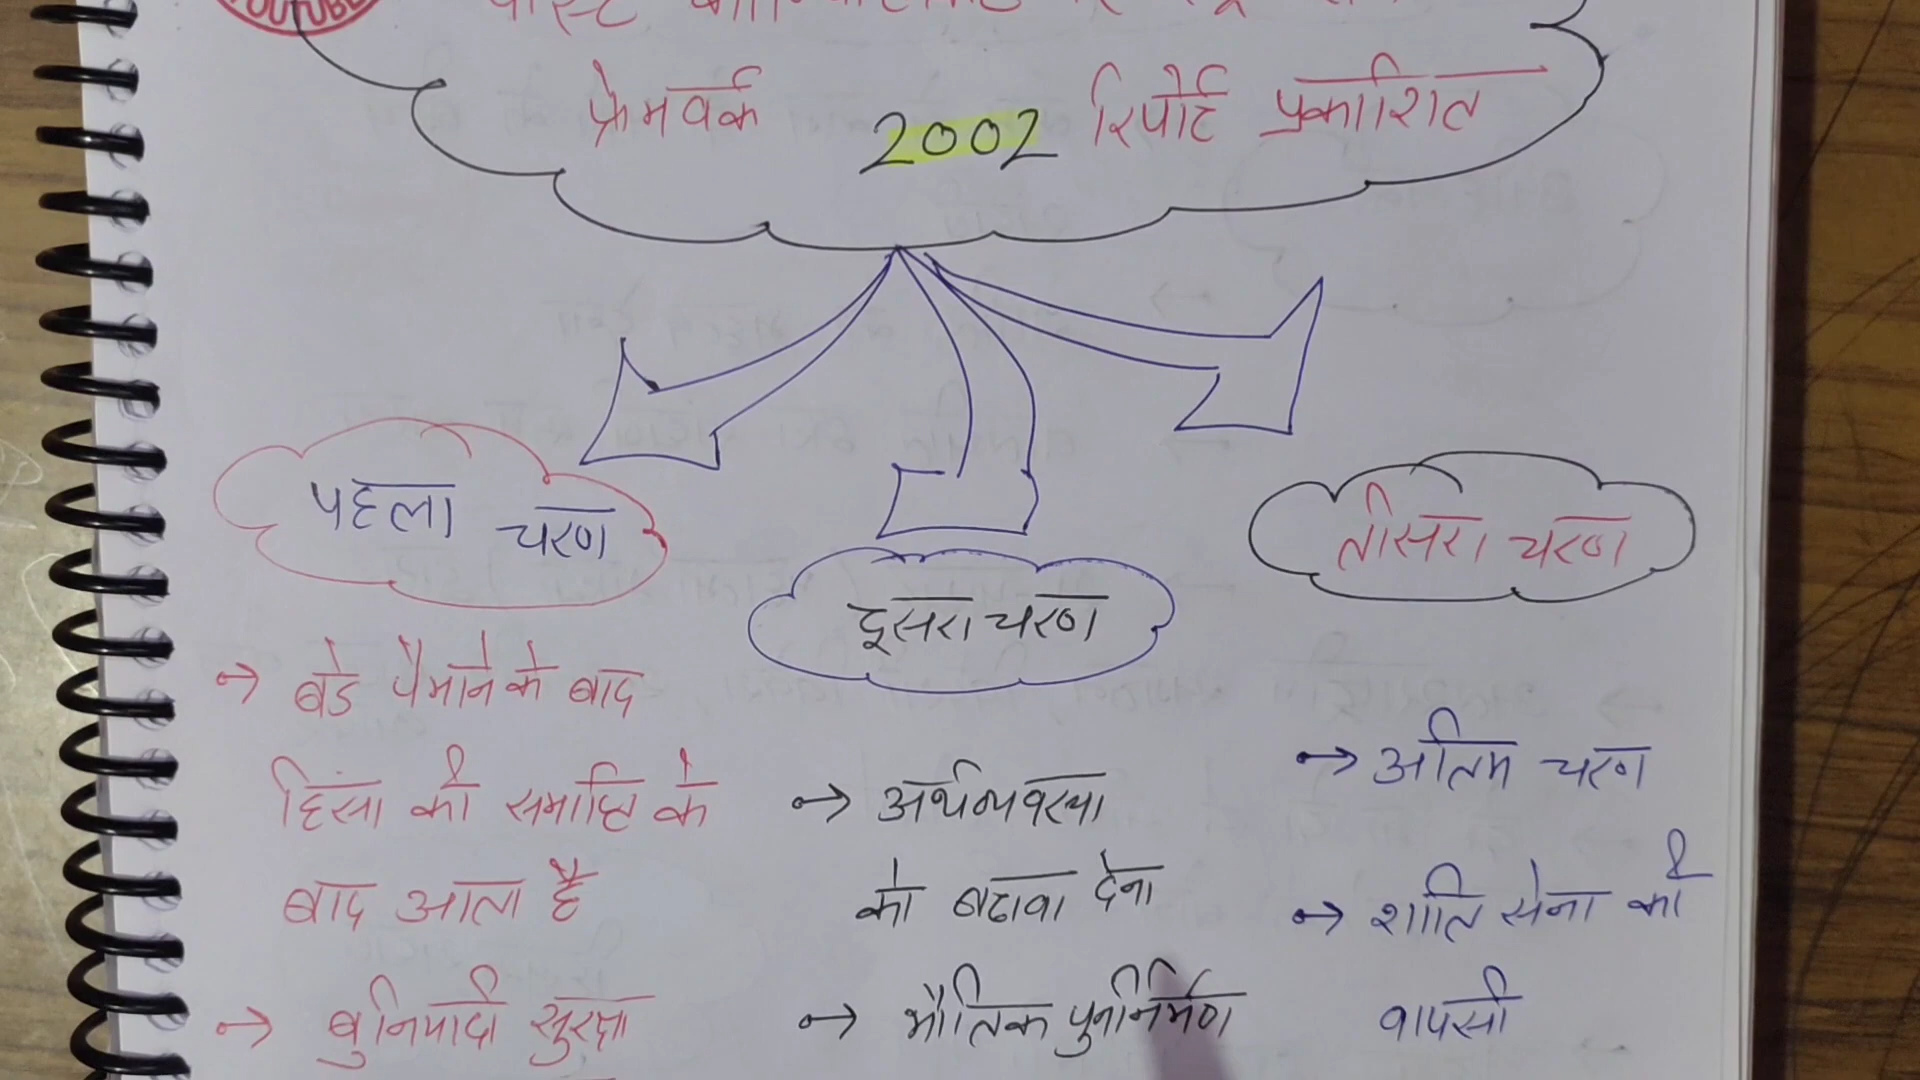 YOUTUBE
फ्रेमवर्क 2002 रिपोर्ट प्रकाशित
पहला चरण
दूसरा चरण
तीसरा चरण
→ बडे पैमाने के बाद
हिंसा की समाप्ति के
बाद आता है
→ बुनियादी सुरक्षा
→ अर्थव्यवस्था
को बढावा देना
→ भौतिक पुनर्निर्माण
→ अंतिम चरण
→ शांति सेना की
वापसी